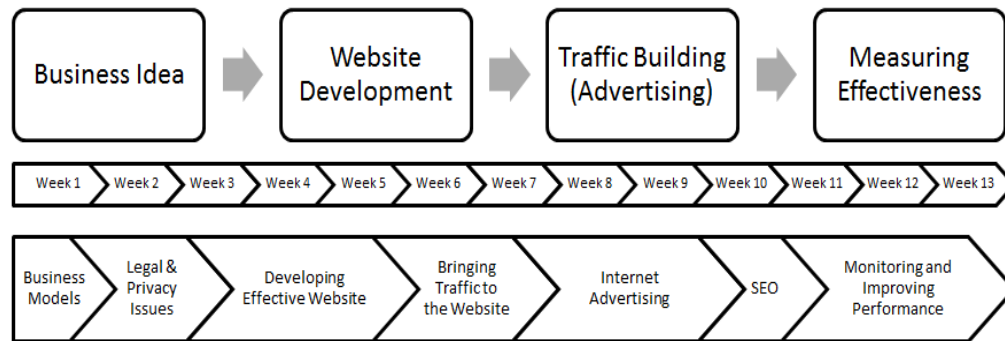 Business Idea
Website
Development
Traffic Building
(Advertising)
Measuring
Effectiveness
Week 1
Week 2
Week 3
Week 4
Week 5
Week 6
Week 7
Week 8
Week 9
Week 10
Week 11
Week 12
Week 13
Business
Models
Legal &
Privacy
Issues
Developing
Effective Website
Bringing
Traffic to
the Website
Internet
Advertising
SEO
Monitoring and
Improving
Performance